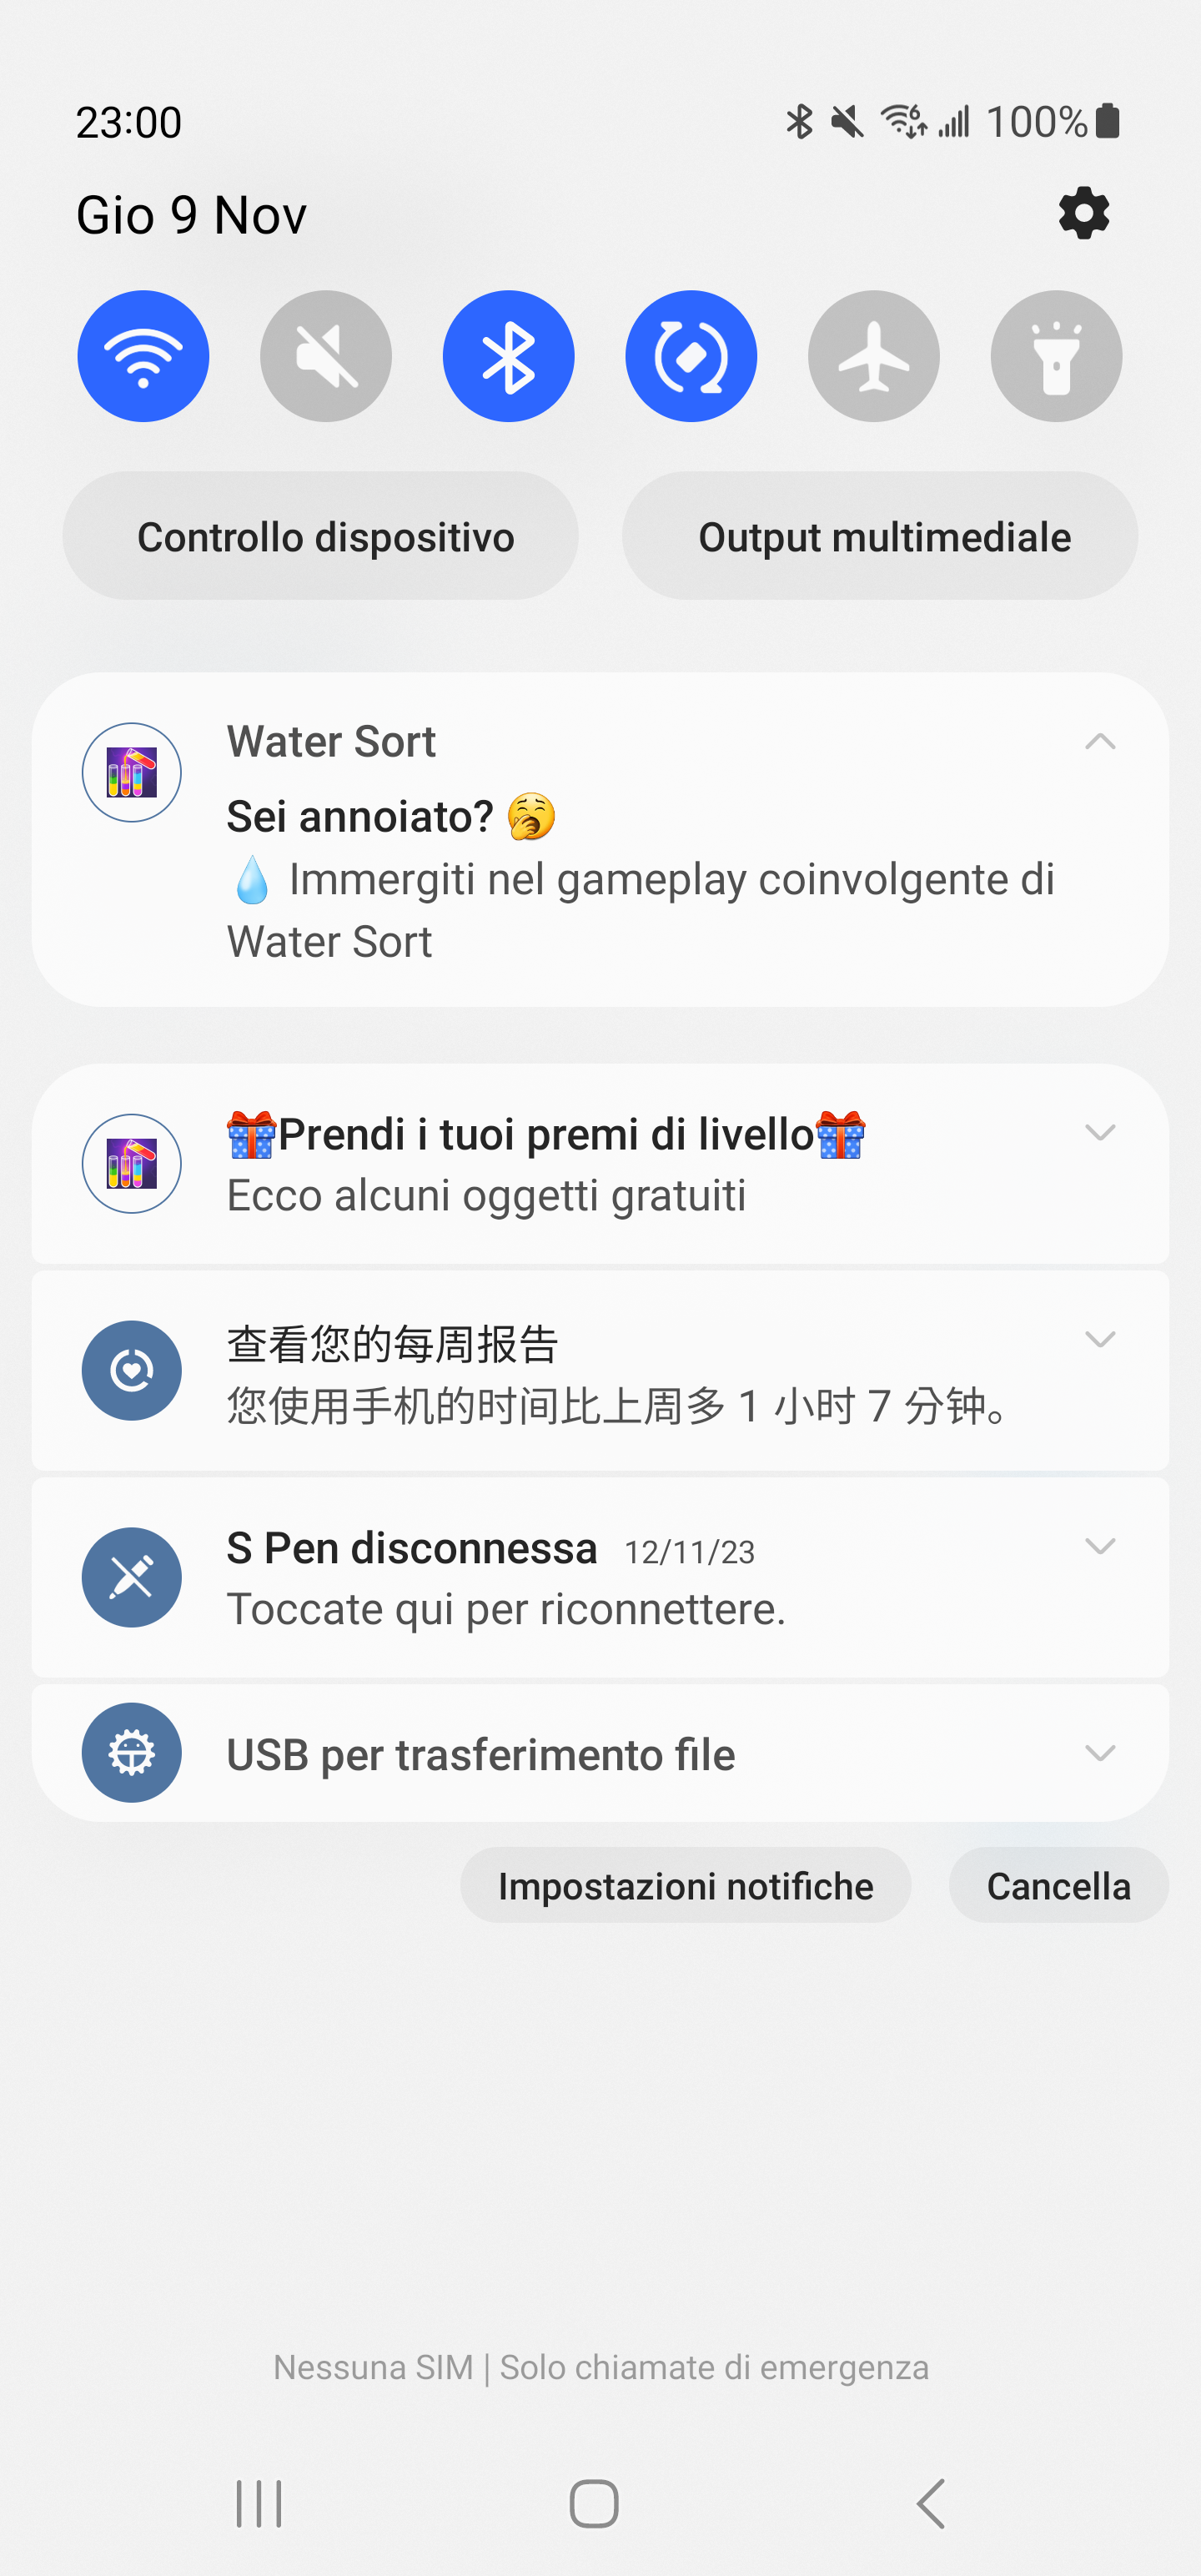 23:00
100%
Gio 9 Nov
Controllo dispositivo
Output multimediale
Water Sort
Sei annoiato? 🥱
💧 Immergiti nel gameplay coinvolgente di
Water Sort
🎁Prendi i tuoi premi di livello🎁
Ecco alcuni oggetti gratuiti
查看您的每周报告
您使用手机的时间比上周多 1 小时 7 分钟。
S Pen disconnessa 12/11/23
Toccate qui per riconnettere.
USB per trasferimento file
Impostazioni notifiche
Cancella
Nessuna SIM | Solo chiamate di emergenza